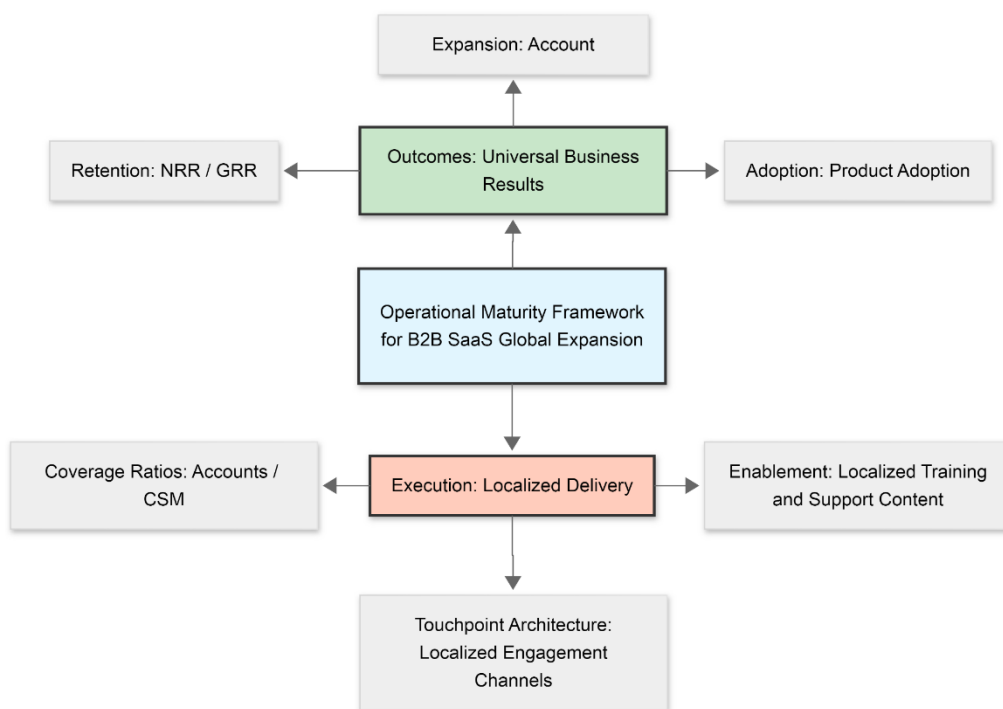 Expansion: Account
Retention: NRR / GRR
Outcomes: Universal Business
Results
Adoption: Product Adoption
Operational Maturity Framework
for B2B SaaS Global Expansion
Coverage Ratios: Accounts /
CSM
Execution: Localized Delivery
Enablement: Localized Training
and Support Content
Touchpoint Architecture:
Localized Engagement
Channels